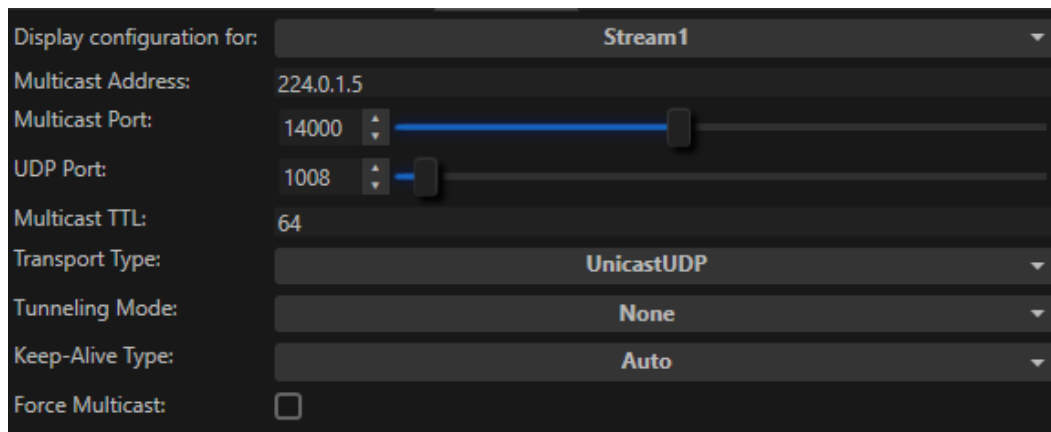 Display configuration for: Stream1
Multicast Address: 224.0.1.5
Multicast Port: 14000
UDP Port: 1008
Multicast TTL: 64
Transport Type: UnicastUDP
Tunneling Mode: None
Keep-Alive Type: Auto
Force Multicast: